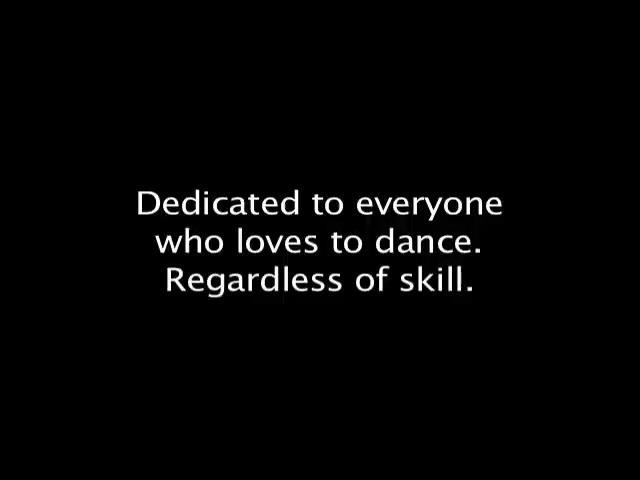 Dedicated to everyone
who loves to dance.
Regardless of skill.